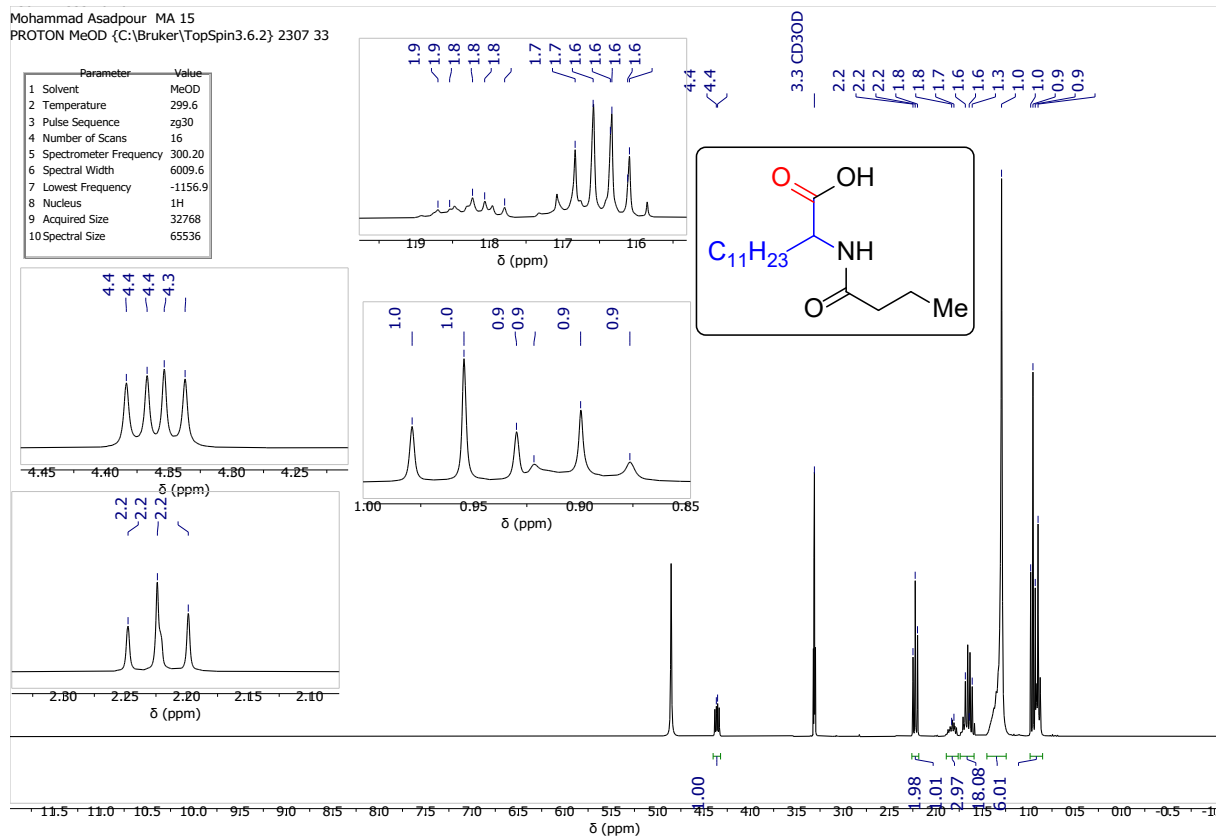 Mohammad Asadpour MA 15
PROTON MeOD {C:\Bruker\TopSpin3.6.2} 2307 33
Parameter Value
1 Solvent MeOD
2 Temperature 299.6
3 Pulse Sequence zg30
4 Number of Scans 16
5 Spectrometer Frequency 300.20
6 Spectral Width 6009.6
7 Lowest Frequency -1156.9
8 Nucleus 1H
9 Acquired Size 32768
10 Spectral Size 65536
1.9 1.9 1.8 1.8 1.8 1.7 1.7 1.6 1.6 1.6 1.6
1.9 1.8 1.7 1.6
δ (ppm)
4.4 4.4 3.3 CD3OD 2.2 2.2 2.2 1.8 1.8 1.7 1.6 1.6 1.3 1.0 1.0 0.9 0.9
O OH
C11H23 NH
O Me
4.4 4.4 4.4 4.3
4.45 4.40 4.35 4.30 4.25
δ (ppm)
1.0 1.0 0.9 0.9 0.9 0.9
1.00 0.95 0.90 0.85
δ (ppm)
2.2 2.2 2.2
2.30 2.25 2.20 2.15 2.10
δ (ppm)
1.00 1.98 1.01 2.97 18.08 6.01
11.5 11.0 10.5 10.0 9.5 9.0 8.5 8.0 7.5 7.0 6.5 6.0 5.5 5.0 4.5 4.0 3.5 3.0 2.5 2.0 1.5 1.0 0.5 0.0 -0.5
δ (ppm)